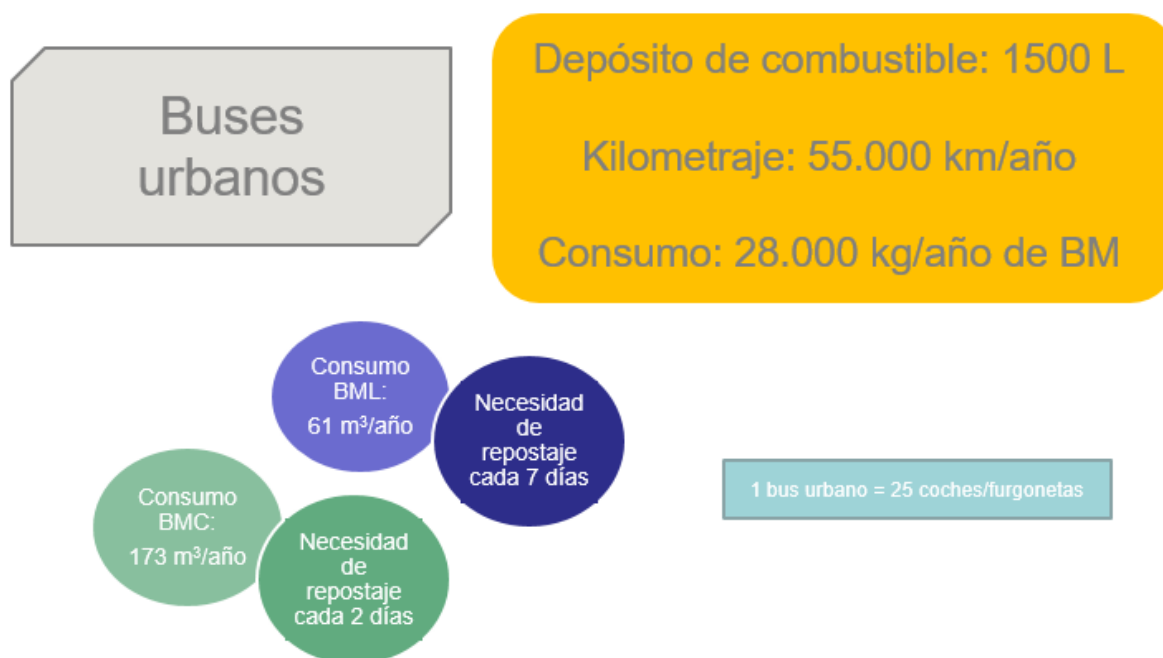 Buses
urbanos
Depósito de combustible: 1500 L
Kilometraje: 55.000 km/año
Consumo: 28.000 kg/año de BM
Consumo
BML:
61 m³/año
Necesidad
de
repostaje
cada 7 días
Consumo
BMC:
173 m³/año
Necesidad
de
repostaje
cada 2 días
1 bus urbano = 25 coches/furgonetas